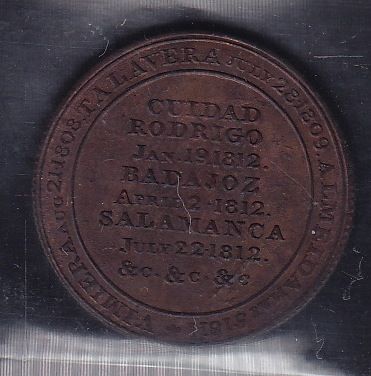 VIMIERA AUG 21 1808. TALAVERA JULY 28. 1809. ALMEIDA
CUIDAD
RODRIGO
JAN. 19 1812.
BADAJOZ
APRIL 2 - 1812.
SALAMANCA
JULY 22 - 1812.
&c. &c. &c